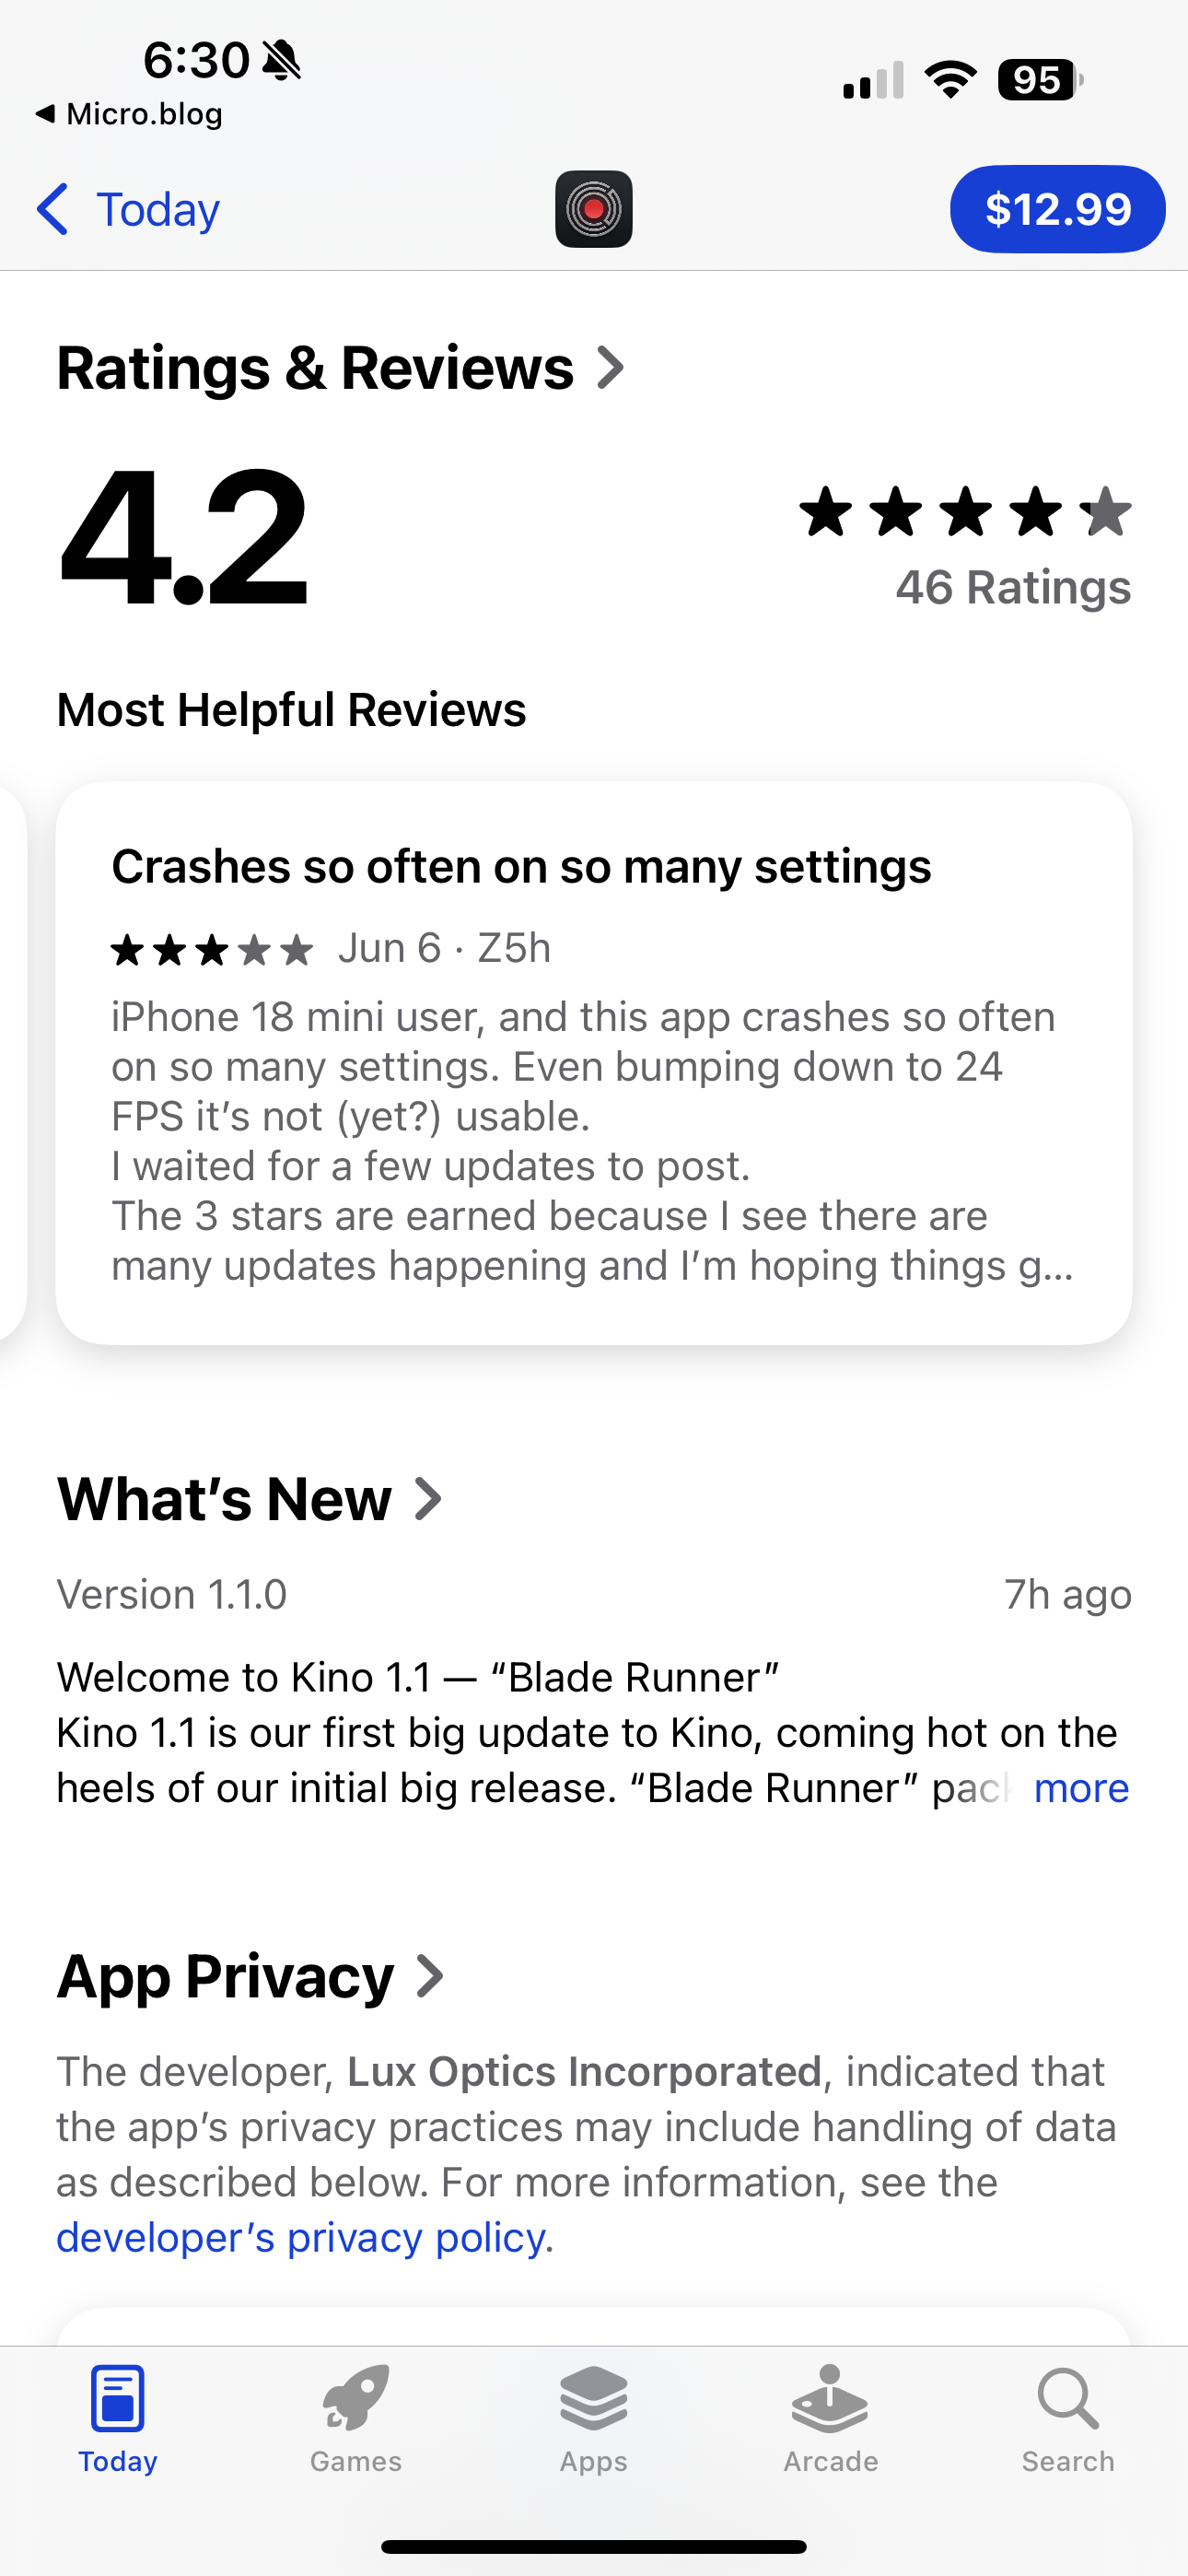 6:30
95
◀ Micro.blog
Today
$12.99
Ratings & Reviews
4.2
46 Ratings
Most Helpful Reviews
Crashes so often on so many settings
Jun 6 · Z5h
iPhone 18 mini user, and this app crashes so often
on so many settings. Even bumping down to 24
FPS it’s not (yet?) usable.
I waited for a few updates to post.
The 3 stars are earned because I see there are
many updates happening and I’m hoping things g...
What’s New
Version 1.1.0
7h ago
Welcome to Kino 1.1 — “Blade Runner”
Kino 1.1 is our first big update to Kino, coming hot on the
heels of our initial big release. “Blade Runner” pack more
App Privacy
The developer, Lux Optics Incorporated, indicated that
the app’s privacy practices may include handling of data
as described below. For more information, see the
developer’s privacy policy.
Today
Games
Apps
Arcade
Search